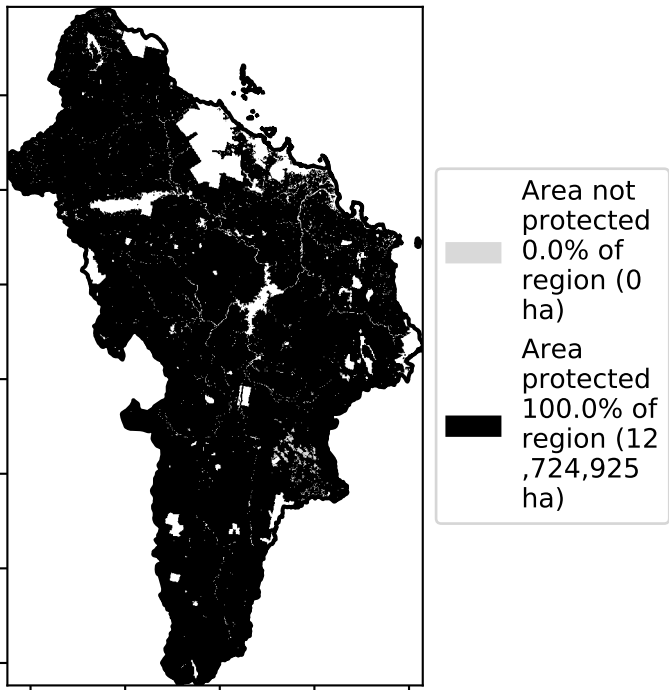 Area not
protected
0.0% of
region (0
ha)
Area
protected
100.0% of
region (12
,724,925
ha)